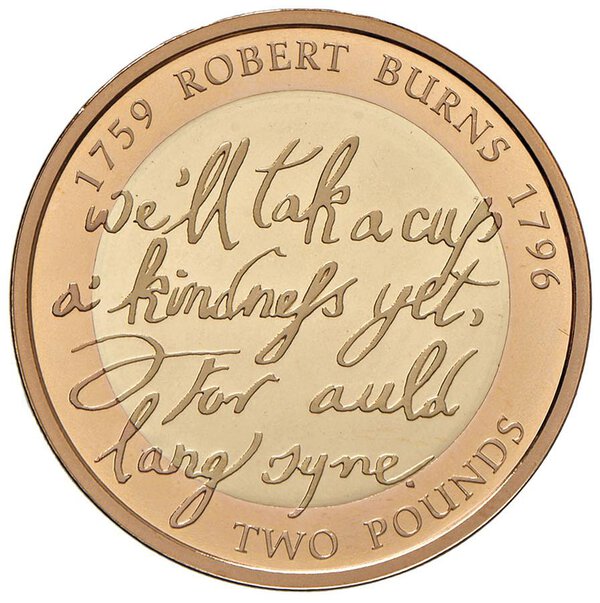 1759 ROBERT BURNS 1796
we'll tak a cup
a' kindness yet,
For auld
lang syne.
TWO POUNDS